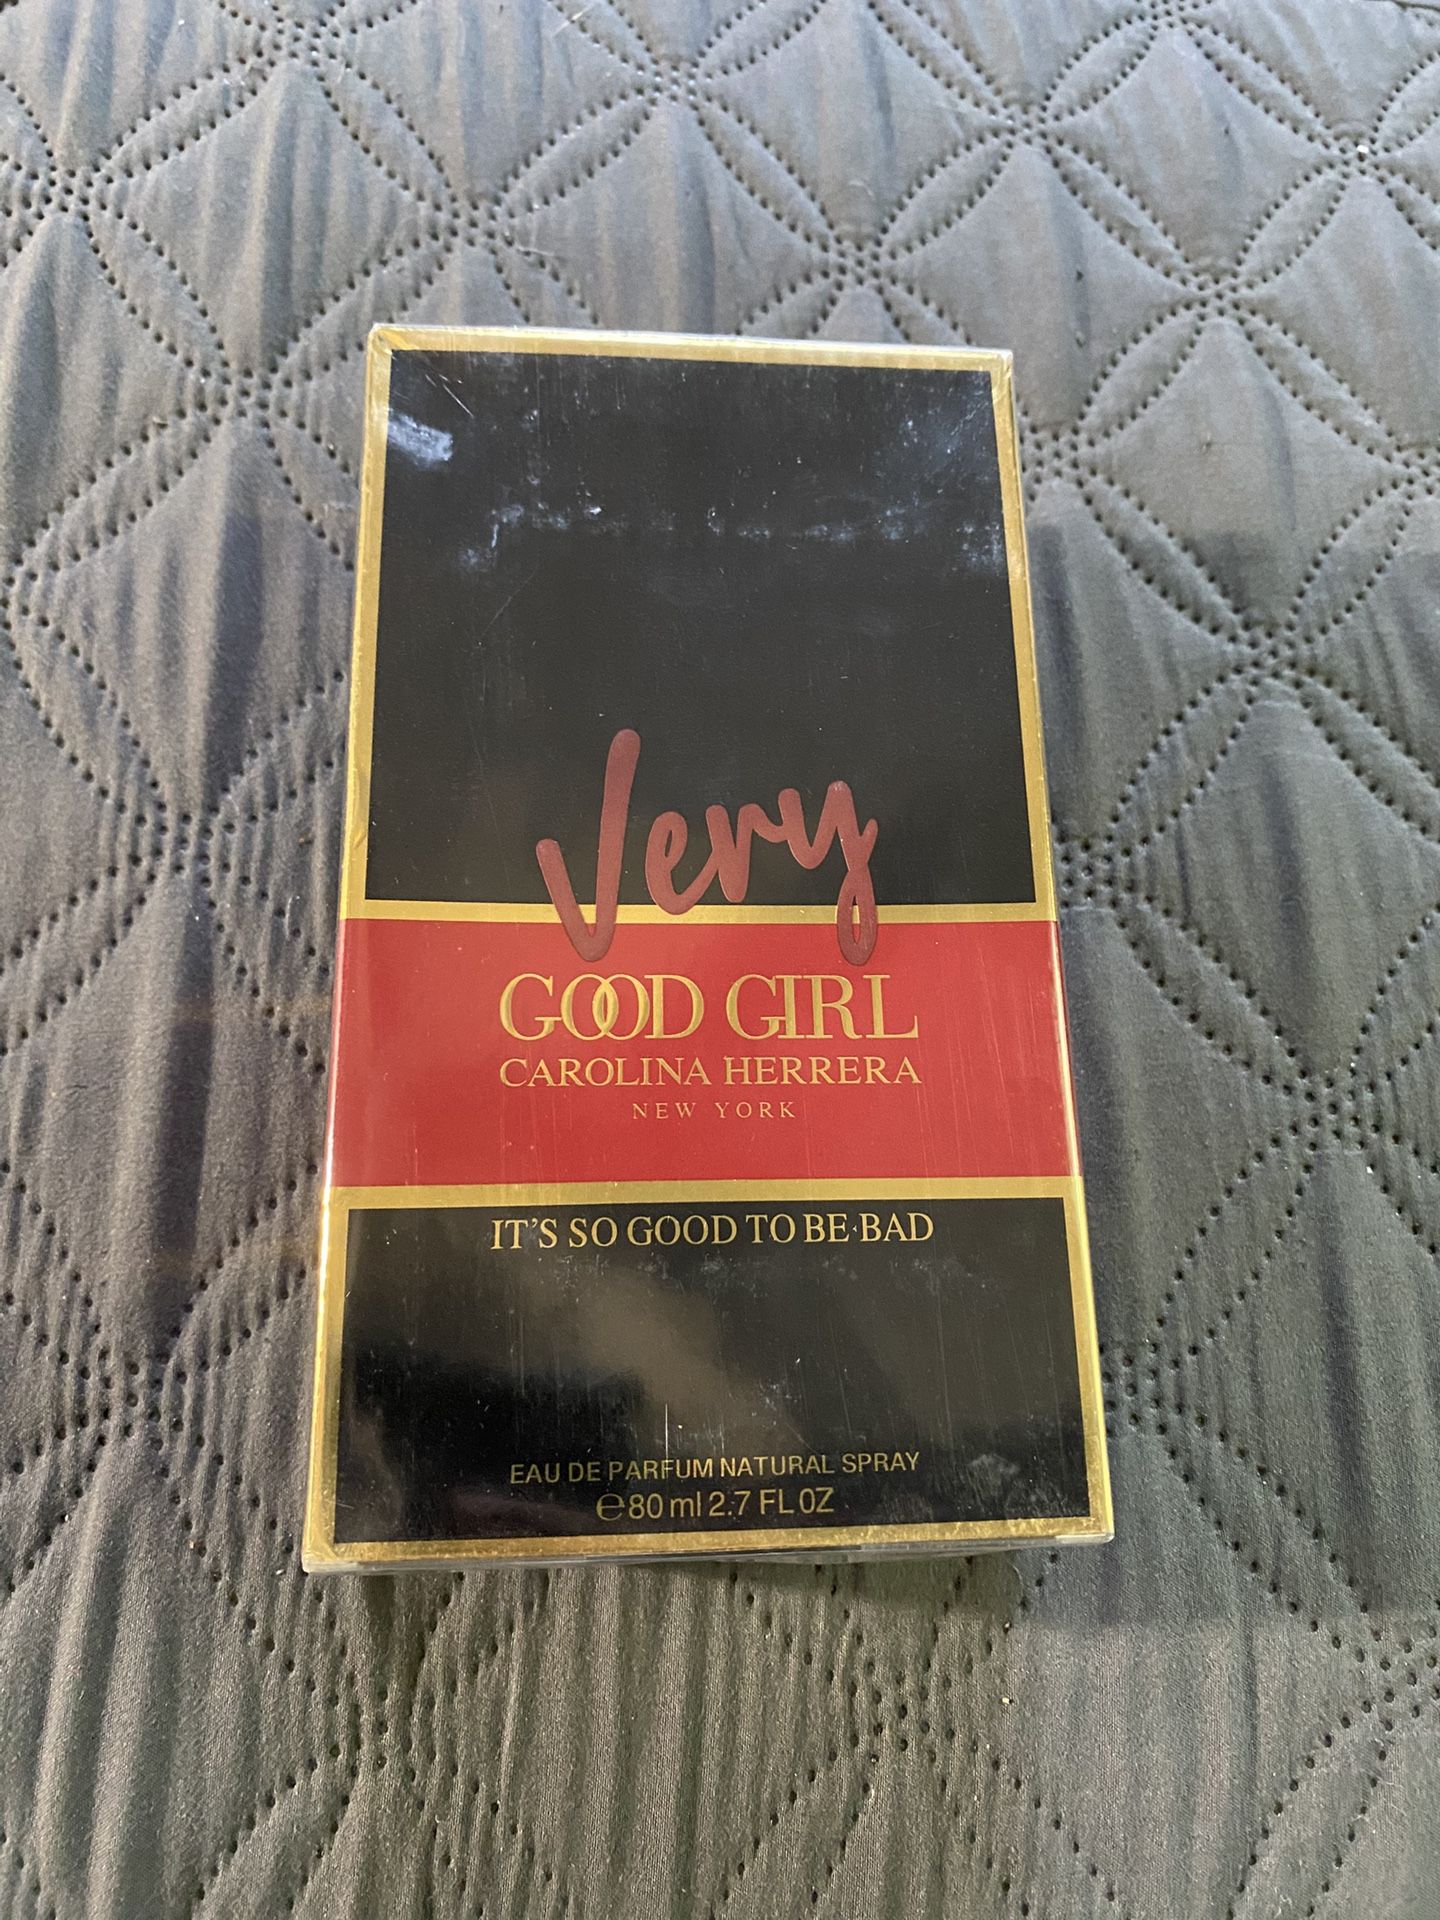 Very
GOOD GIRL
CAROLINA HERRERA
NEW YORK
IT'S SO GOOD TO BE BAD
EAU DE PARFUM NATURAL SPRAY
℮80 ml 2.7 FL OZ